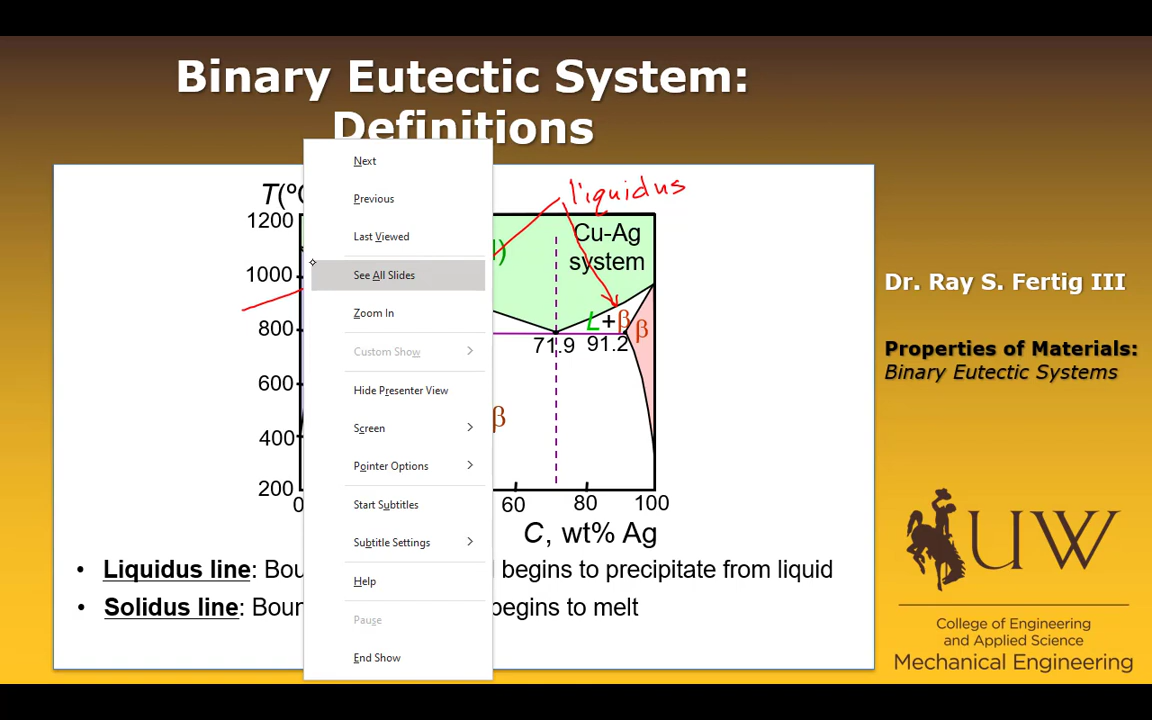 Binary Eutectic System:
Definitions
T(°C
liquidus
1200
1000
800
600
400
200
0
60
80
100
Cu-Ag
system
L+β
β
71.9
91.2
β
C, wt% Ag
Next
Previous
Last Viewed
See All Slides
Zoom In
Custom Show
Hide Presenter View
Screen
Pointer Options
Start Subtitles
Subtitle Settings
Help
Pause
End Show
• Liquidus line: Bou begins to precipitate from liquid
• Solidus line: Boun begins to melt
Dr. Ray S. Fertig III
Properties of Materials:
Binary Eutectic Systems
UW
College of Engineering
and Applied Science
Mechanical Engineering